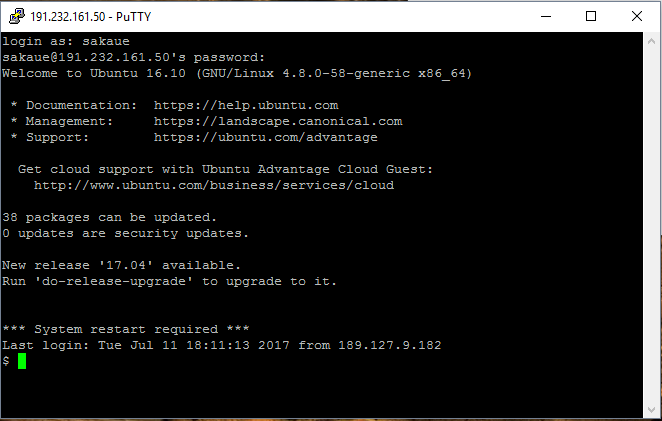 191.232.161.50 - PuTTY
login as: sakaue
sakaue@191.232.161.50's password:
Welcome to Ubuntu 16.10 (GNU/Linux 4.8.0-58-generic x86_64)

 * Documentation:  https://help.ubuntu.com
 * Management:     https://landscape.canonical.com
 * Support:        https://ubuntu.com/advantage

  Get cloud support with Ubuntu Advantage Cloud Guest:
    http://www.ubuntu.com/business/services/cloud

38 packages can be updated.
0 updates are security updates.

New release '17.04' available.
Run 'do-release-upgrade' to upgrade to it.

*** System restart required ***
Last login: Tue Jul 11 18:11:13 2017 from 189.127.9.182
$